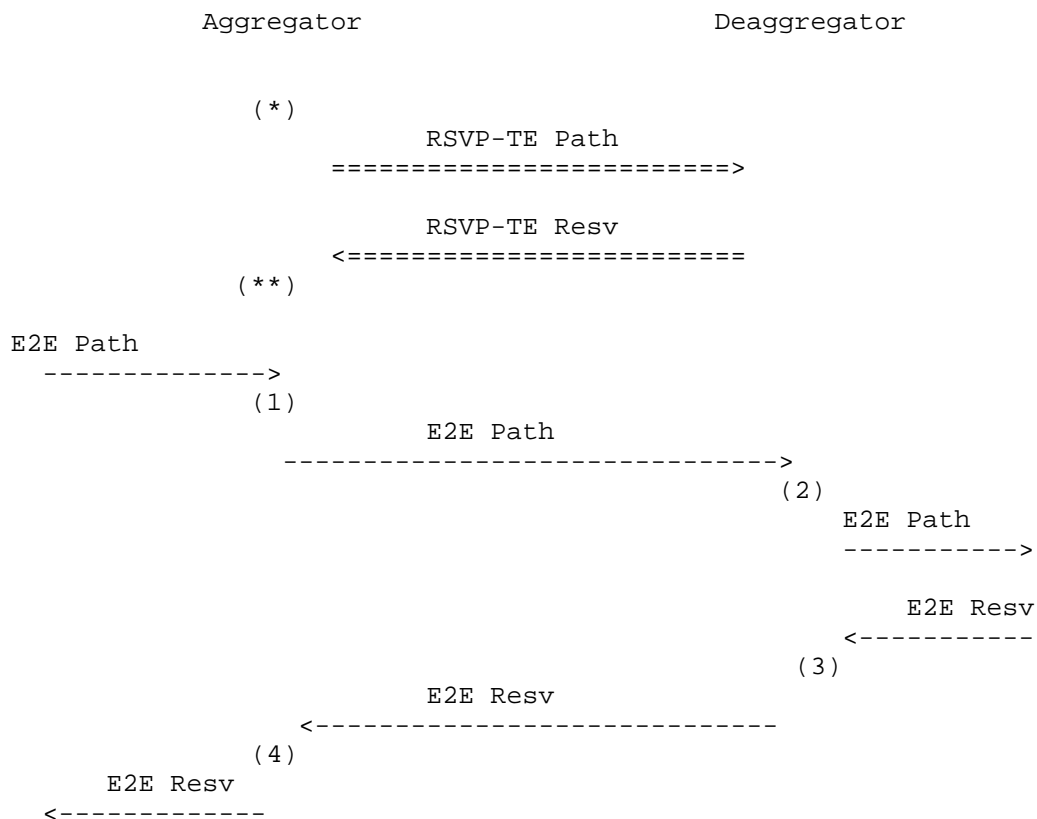 Aggregator Deaggregator
(*)
RSVP-TE Path
=========================>
RSVP-TE Resv
<=========================
(**)
E2E Path
-------------->
(1)
E2E Path
------------------------------->
(2)
E2E Path
----------->
E2E Resv
<-----------
(3)
E2E Resv
<-----------------------------
(4)
E2E Resv
<-------------